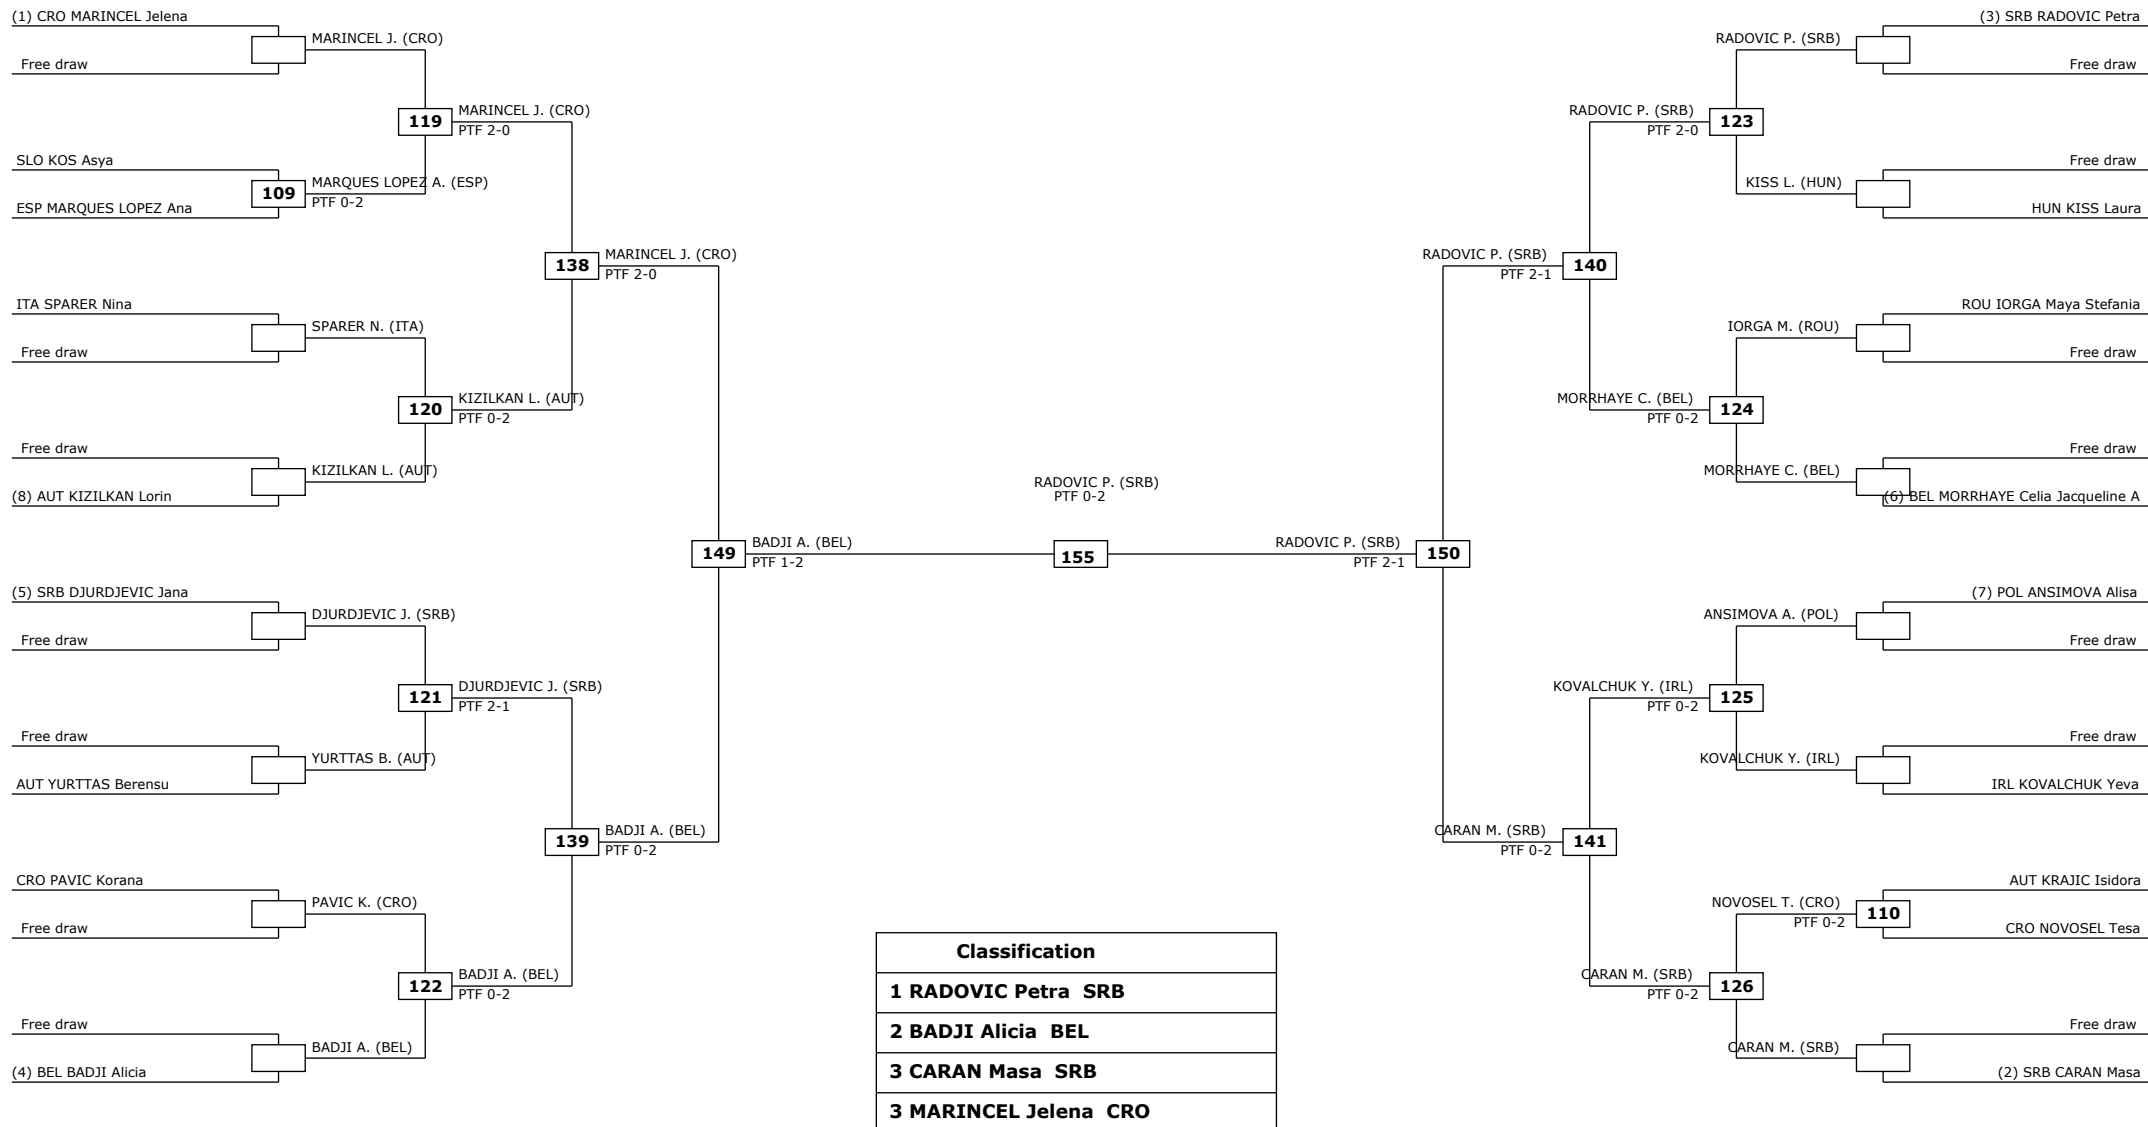 (1) CRO MARINCEL Jelena
MARINCEL J. (CRO)
Free draw
119
MARINCEL J. (CRO)
PTF 2-0
SLO KOS Asya
109
MARQUES LOPEZ A. (ESP)
PTF 0-2
ESP MARQUES LOPEZ Ana
138
MARINCEL J. (CRO)
PTF 2-0
ITA SPARER Nina
SPARER N. (ITA)
Free draw
120
KIZILKAN L. (AUT)
PTF 0-2
Free draw
KIZILKAN L. (AUT)
(8) AUT KIZILKAN Lorin
149
BADJI A. (BEL)
PTF 1-2
(5) SRB DJURDJEVIC Jana
DJURDJEVIC J. (SRB)
Free draw
121
DJURDJEVIC J. (SRB)
PTF 2-1
Free draw
YURTTAS B. (AUT)
AUT YURTTAS Berensu
139
BADJI A. (BEL)
PTF 0-2
CRO PAVIC Korana
PAVIC K. (CRO)
Free draw
122
BADJI A. (BEL)
PTF 0-2
Free draw
BADJI A. (BEL)
(4) BEL BADJI Alicia
RADOVIC P. (SRB)
PTF 0-2
155
(3) SRB RADOVIC Petra
RADOVIC P. (SRB)
Free draw
RADOVIC P. (SRB)
PTF 2-0
123
Free draw
KISS L. (HUN)
HUN KISS Laura
RADOVIC P. (SRB)
PTF 2-1
140
ROU IORGA Maya Stefania
IORGA M. (ROU)
Free draw
MORRHAYE C. (BEL)
PTF 0-2
124
Free draw
MORRHAYE C. (BEL)
(6) BEL MORRHAYE Celia Jacqueline A
RADOVIC P. (SRB)
PTF 2-1
150
(7) POL ANSIMOVA Alisa
ANSIMOVA A. (POL)
Free draw
KOVALCHUK Y. (IRL)
PTF 0-2
125
Free draw
KOVALCHUK Y. (IRL)
IRL KOVALCHUK Yeva
CARAN M. (SRB)
PTF 0-2
141
AUT KRAJIC Isidora
NOVOSEL T. (CRO)
PTF 0-2
110
CRO NOVOSEL Tesa
CARAN M. (SRB)
PTF 0-2
126
Free draw
CARAN M. (SRB)
(2) SRB CARAN Masa
Classification
1 RADOVIC Petra SRB
2 BADJI Alicia BEL
3 CARAN Masa SRB
3 MARINCEL Jelena CRO